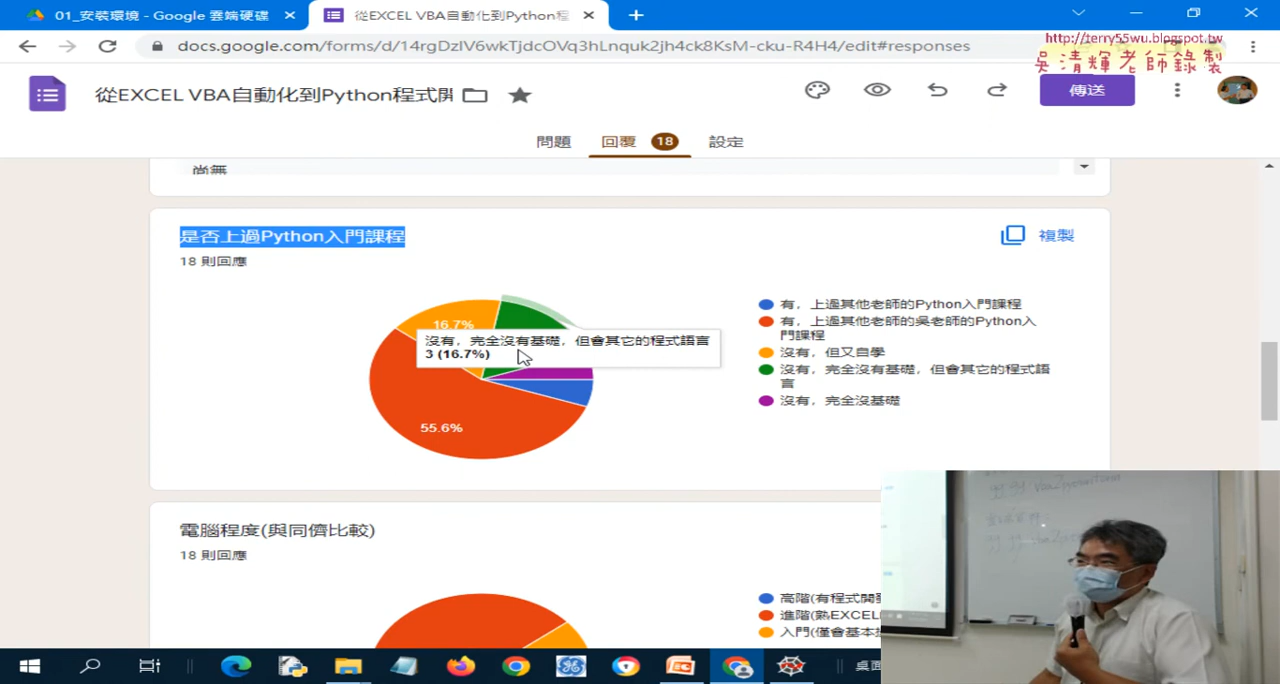 01_安裝環境 - Google 雲端硬碟
從EXCEL VBA自動化到Python程
docs.google.com/forms/d/14rgDzIV6wkTjdcOVq3hLnquk2jh4ck8KsM-cku-R4H4/edit#responses
http://terry55wu.blogspot.tw
吳清輝老師錄製
從EXCEL VBA自動化到Python程式開
傳送
問題
回覆 18
設定
尚無
是否上過Python入門課程
複製
18 則回應
16.7%
沒有，完全沒有基礎，但會其它的程式語言
3 (16.7%)
55.6%
有，上過其他老師的Python入門課程
有，上過其他老師的吳老師的Python入
門課程
沒有，但又自學
沒有，完全沒有基礎，但會其它的程式語
言
沒有，完全沒基礎
電腦程度(與同儕比較)
18 則回應
高階(有程式開發
進階(熟EXCEL
入門(僅會基本
桌面